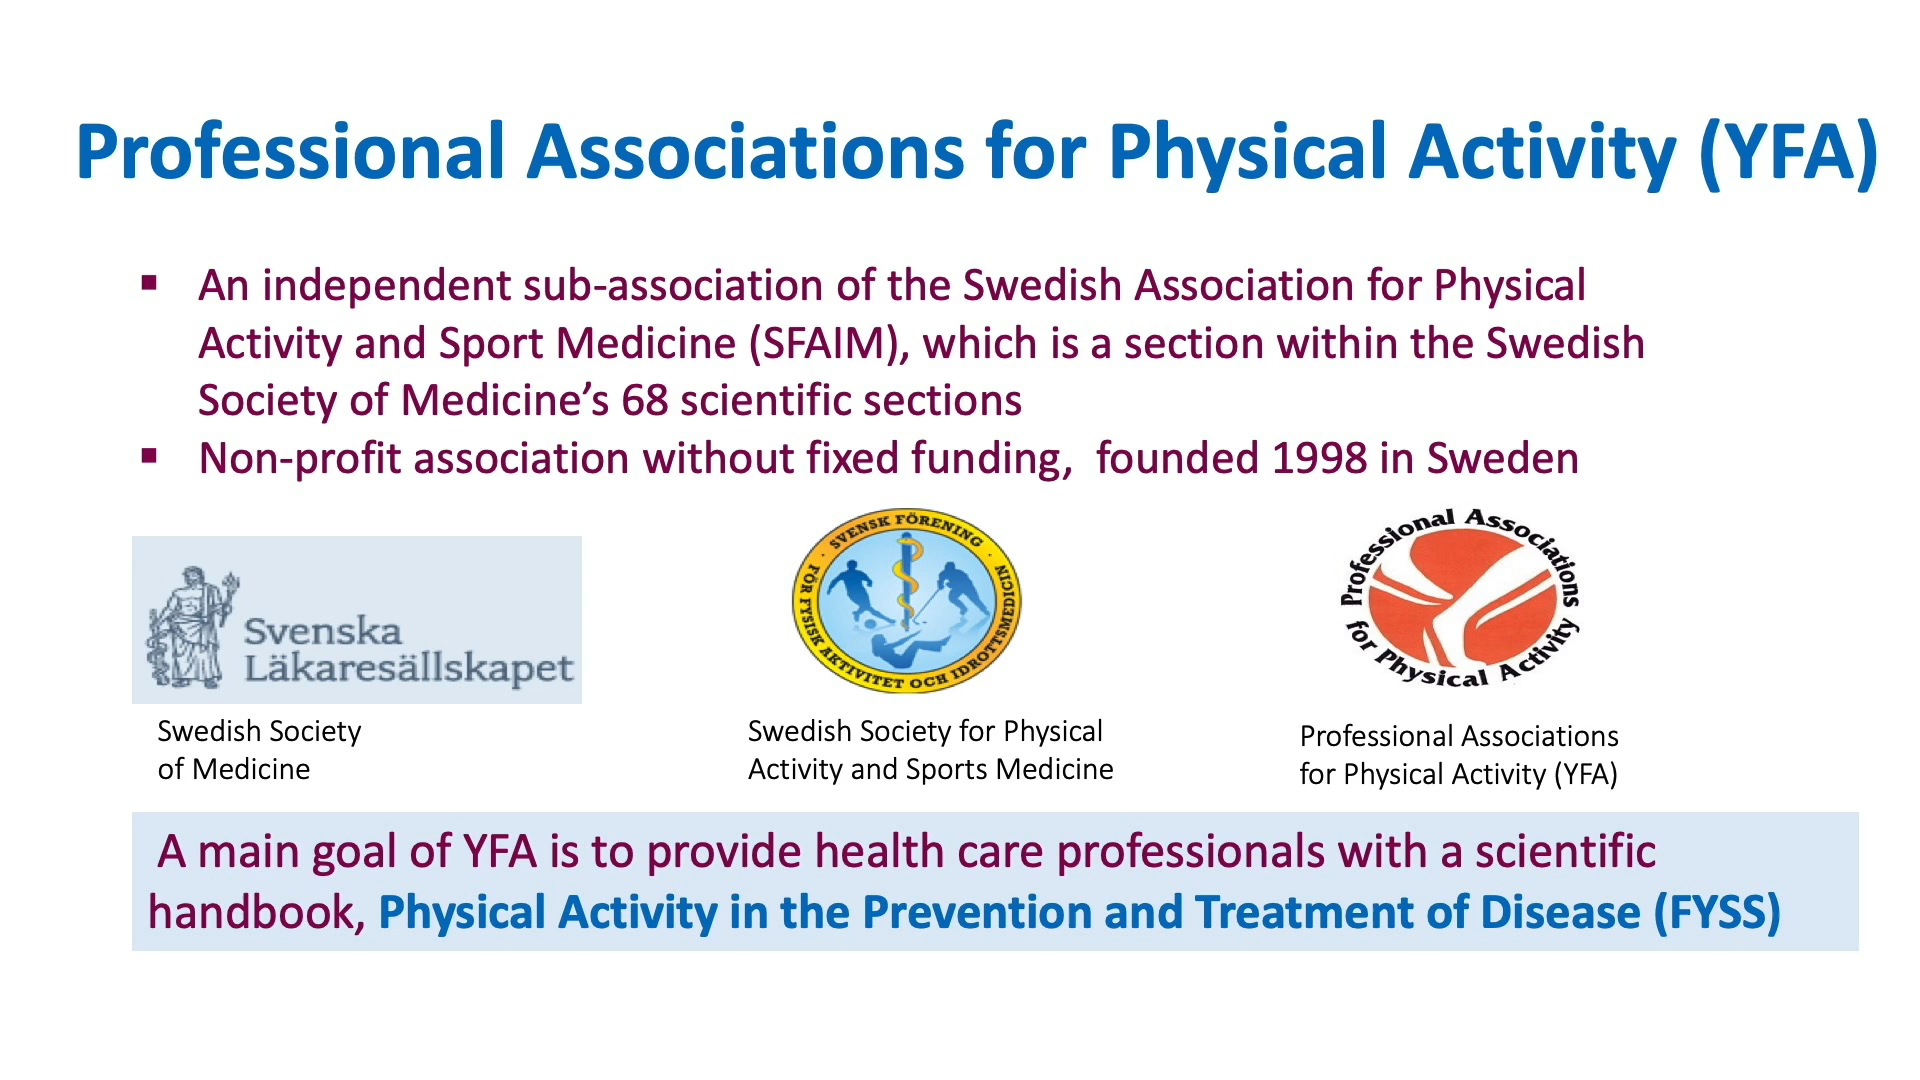 Professional Associations for Physical Activity (YFA)
▪ An independent sub-association of the Swedish Association for Physical
Activity and Sport Medicine (SFAIM), which is a section within the Swedish
Society of Medicine’s 68 scientific sections
▪ Non-profit association without fixed funding,  founded 1998 in Sweden
Svenska
Läkaresällskapet
Swedish Society
of Medicine
· SVENSK FÖRENING ·
FÖR FYSISK AKTIVITET OCH IDROTTSMEDICIN
Swedish Society for Physical
Activity and Sports Medicine
Professional Associations
for Physical Activity
Professional Associations
for Physical Activity (YFA)
A main goal of YFA is to provide health care professionals with a scientific
handbook, Physical Activity in the Prevention and Treatment of Disease (FYSS)